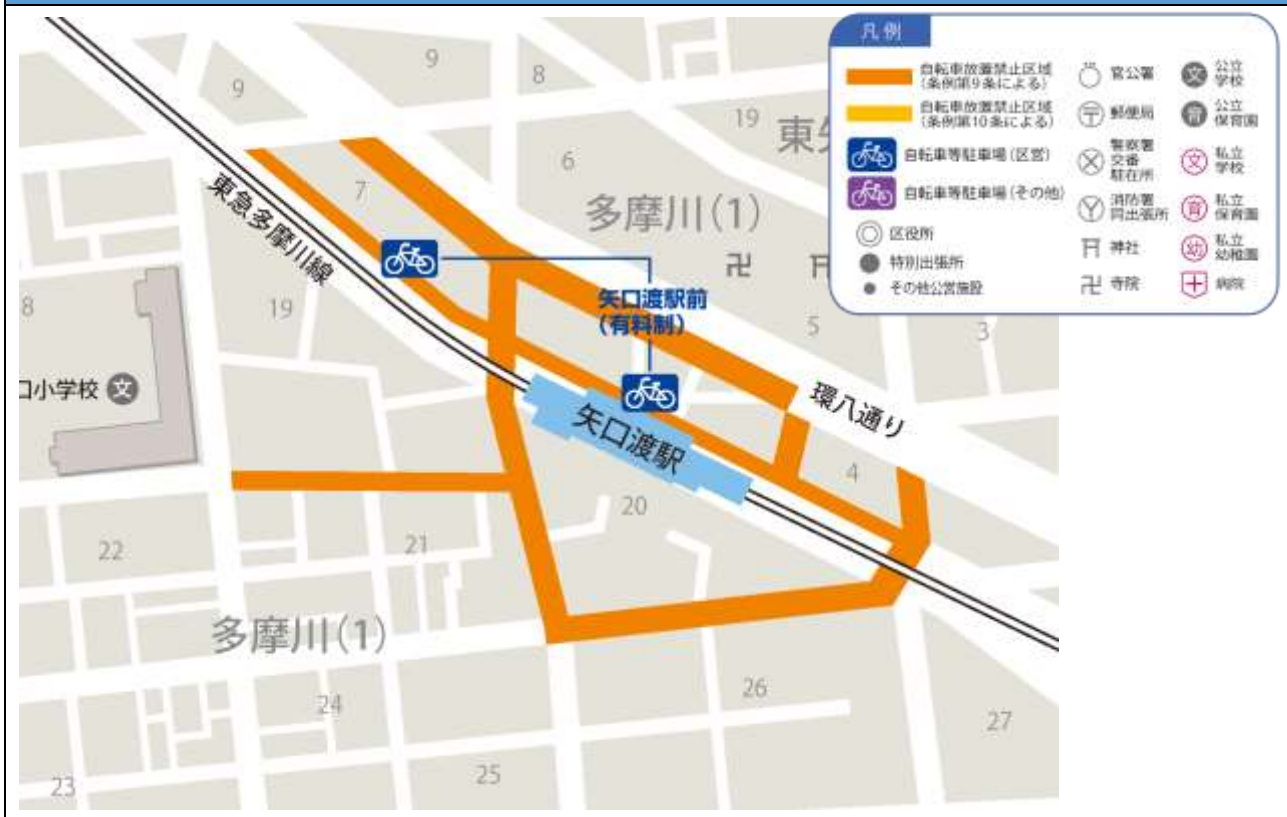 凡例
自転車放置禁止区域
(条例第9条による)
自転車放置禁止区域
(条例第10条による)
自転車等駐車場(区営)
自転車等駐車場(その他)
区役所
特別出張所
その他公営施設
官公署
郵便局
警察署
交番
駐在所
消防署
同出張所
神社
寺院
文
公立
学校
育
公立
保育園
文
私立
学校
育
私立
保育園
幼
私立
幼稚園
病院
9
9
8
19
6
7
多摩川(1)
卍
東急多摩川線
矢口渡駅前
(有料制)
8
19
5
3
口小学校
文
環八通り
矢口渡駅
4
20
22
21
多摩川(1)
24
26
27
25
23